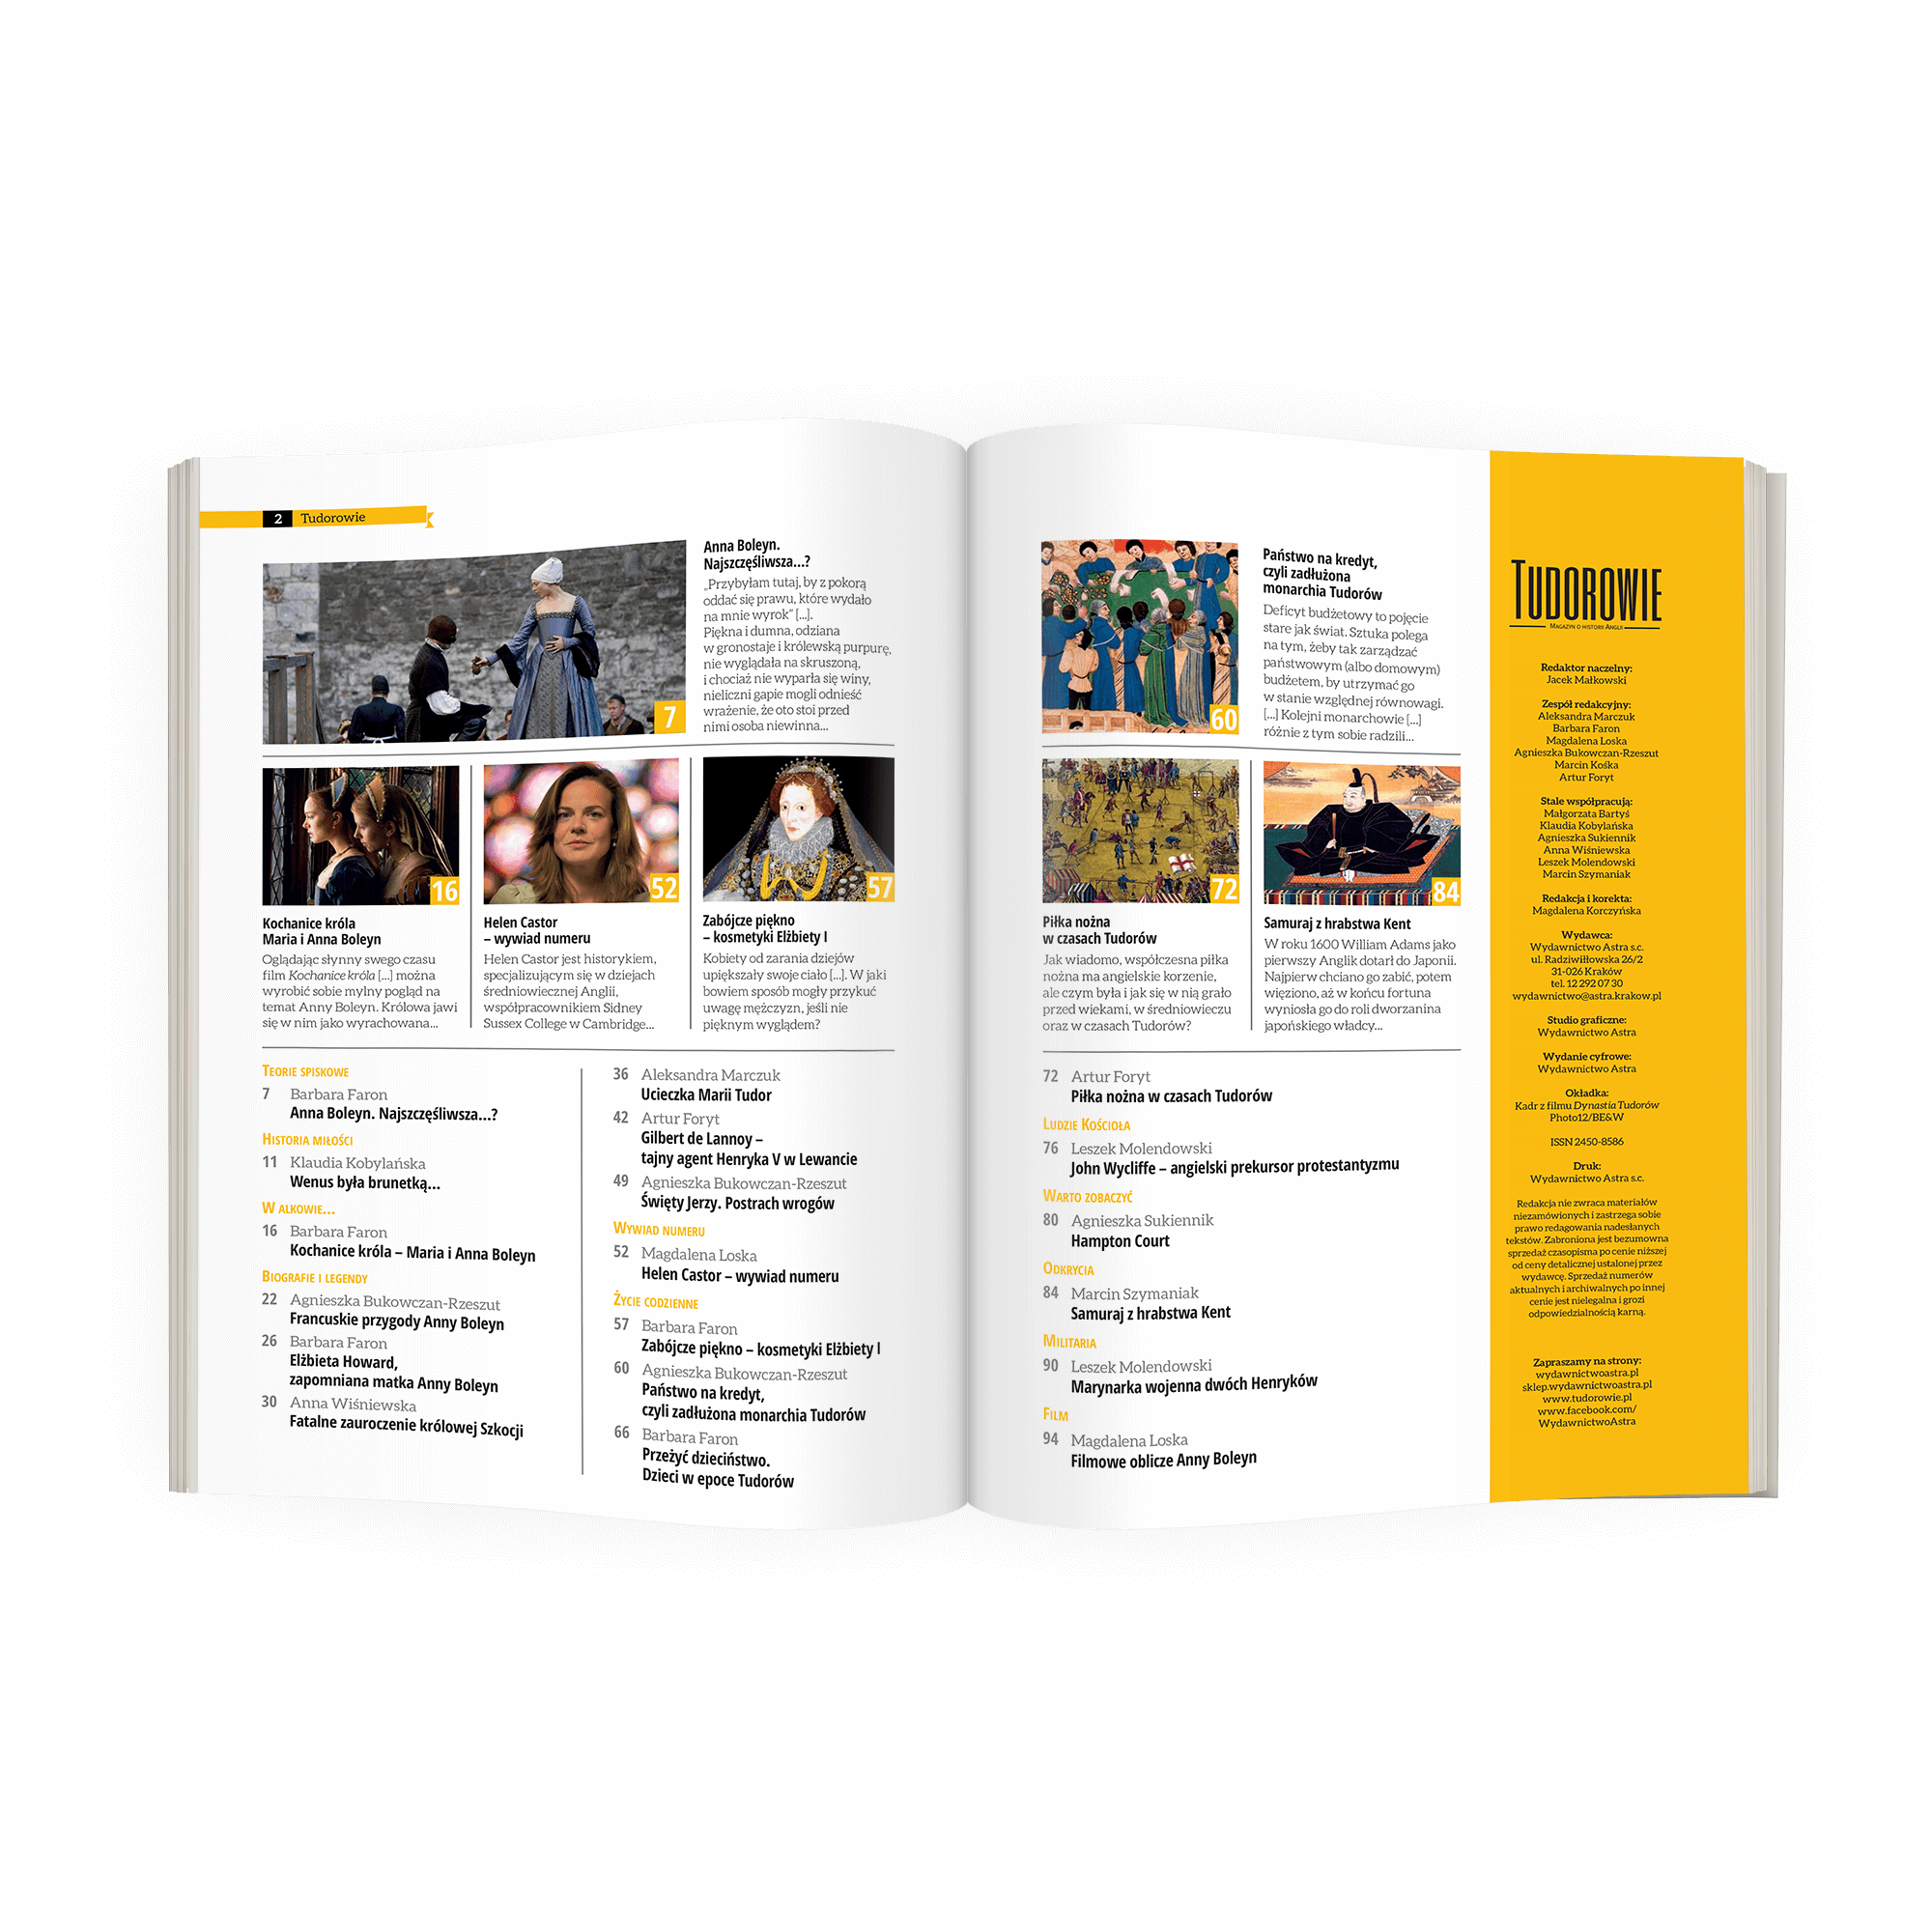 2 Tudorowie
7
Anna Boleyn.
Najszczęśliwsza...?
„Przybyłam tutaj, by z pokorą
oddać się prawu, które wydało
na mnie wyrok” [...].
Piękna i dumna, odziana
w gronostaje i królewską purpurę,
nie wyglądała na skruszoną,
i chociaż nie wyparła się winy,
nieliczni gapie mogli odnieść
wrażenie, że oto stoi przed
nimi osoba niewinna...
16
Kochanice króla
Maria i Anna Boleyn
Oglądając słynny swego czasu
film Kochanice króla [...] można
wyrobić sobie mylny pogląd na
temat Anny Boleyn. Królowa jawi
się w nim jako wyrachowana...
52
Helen Castor
– wywiad numeru
Helen Castor jest historykiem,
specjalizującym się w dziejach
średniowiecznej Anglii,
współpracownikiem Sidney
Sussex College w Cambridge...
57
Zabójcze piękno
– kosmetyki Elżbiety I
Kobiety od zarania dziejów
upiększały swoje ciało [...]. W jaki
bowiem sposób mogły przykuć
uwagę mężczyzn, jeśli nie
pięknym wyglądem?
Teorie spiskowe
7 Barbara Faron
Anna Boleyn. Najszczęśliwsza...?
Historia miłości
11 Klaudia Kobylańska
Wenus była brunetką...
W alkowie...
16 Barbara Faron
Kochanice króla – Maria i Anna Boleyn
Biografie i legendy
22 Agnieszka Bukowczan-Rzeszut
Francuskie przygody Anny Boleyn
26 Barbara Faron
Elżbieta Howard,
zapomniana matka Anny Boleyn
30 Anna Wiśniewska
Fatalne zauroczenie królowej Szkocji
36 Aleksandra Marczuk
Ucieczka Marii Tudor
42 Artur Foryt
Gilbert de Lannoy –
tajny agent Henryka V w Lewancie
49 Agnieszka Bukowczan-Rzeszut
Święty Jerzy. Postrach wrogów
Wywiad numeru
52 Magdalena Loska
Helen Castor – wywiad numeru
Życie codzienne
57 Barbara Faron
Zabójcze piękno – kosmetyki Elżbiety I
60 Agnieszka Bukowczan-Rzeszut
Państwo na kredyt,
czyli zadłużona monarchia Tudorów
66 Barbara Faron
Przeżyć dzieciństwo.
Dzieci w epoce Tudorów
60
Państwo na kredyt,
czyli zadłużona
monarchia Tudorów
Deficyt budżetowy to pojęcie
stare jak świat. Sztuka polega
na tym, żeby tak zarządzać
państwowym (albo domowym)
budżetem, by utrzymać go
w stanie względnej równowagi.
[...] Kolejni monarchowie [...]
różnie z tym sobie radzili...
72
Piłka nożna
w czasach Tudorów
Jak wiadomo, współczesna piłka
nożna ma angielskie korzenie,
ale czym była i jak się w nią grało
przed wiekami, w średniowieczu
oraz w czasach Tudorów?
84
Samuraj z hrabstwa Kent
W roku 1600 William Adams jako
pierwszy Anglik dotarł do Japonii.
Najpierw chciano go zabić, potem
więziono, aż w końcu fortuna
wyniosła go do roli dworzanina
japońskiego władcy...
72 Artur Foryt
Piłka nożna w czasach Tudorów
Ludzie Kościoła
76 Leszek Molendowski
John Wycliffe – angielski prekursor protestantyzmu
Warto zobaczyć
80 Agnieszka Sukiennik
Hampton Court
Odkrycia
84 Marcin Szymaniak
Samuraj z hrabstwa Kent
Militaria
90 Leszek Molendowski
Marynarka wojenna dwóch Henryków
Film
94 Magdalena Loska
Filmowe oblicze Anny Boleyn
Tudorowie
Magazyn o historii Anglii
Redaktor naczelny:
Jacek Małkowski
Zespół redakcyjny:
Aleksandra Marczuk
Barbara Faron
Magdalena Loska
Agnieszka Bukowczan-Rzeszut
Marcin Kośka
Artur Foryt
Stale współpracują:
Małgorzata Bartyś
Klaudia Kobylańska
Agnieszka Sukiennik
Anna Wiśniewska
Leszek Molendowski
Marcin Szymaniak
Redakcja i korekta:
Magdalena Korczyńska
Wydawca:
Wydawnictwo Astra s.c.
ul. Radziwiłłowska 26/2
31-026 Kraków
tel. 12 292 07 30
wydawnictwo@astra.krakow.pl
Studio graficzne:
Wydawnictwo Astra
Wydanie cyfrowe:
Wydawnictwo Astra
Okładka:
Kadr z filmu Dynastia Tudorów
Photo12/BE&W
ISSN 2450-8586
Druk:
Wydawnictwo Astra s.c.
Redakcja nie zwraca materiałów
niezamówionych i zastrzega sobie
prawo redagowania nadesłanych
tekstów. Zabroniona jest bezumowna
sprzedaż czasopisma po cenie niższej
od ceny detalicznej ustalonej przez
wydawcę. Sprzedaż numerów
aktualnych i archiwalnych po innej
cenie jest nielegalna i grozi
odpowiedzialnością karną.
Zapraszamy na strony:
wydawnictwoastra.pl
sklep.wydawnictwoastra.pl
www.tudorowie.pl
www.facebook.com/
WydawnictwoAstra